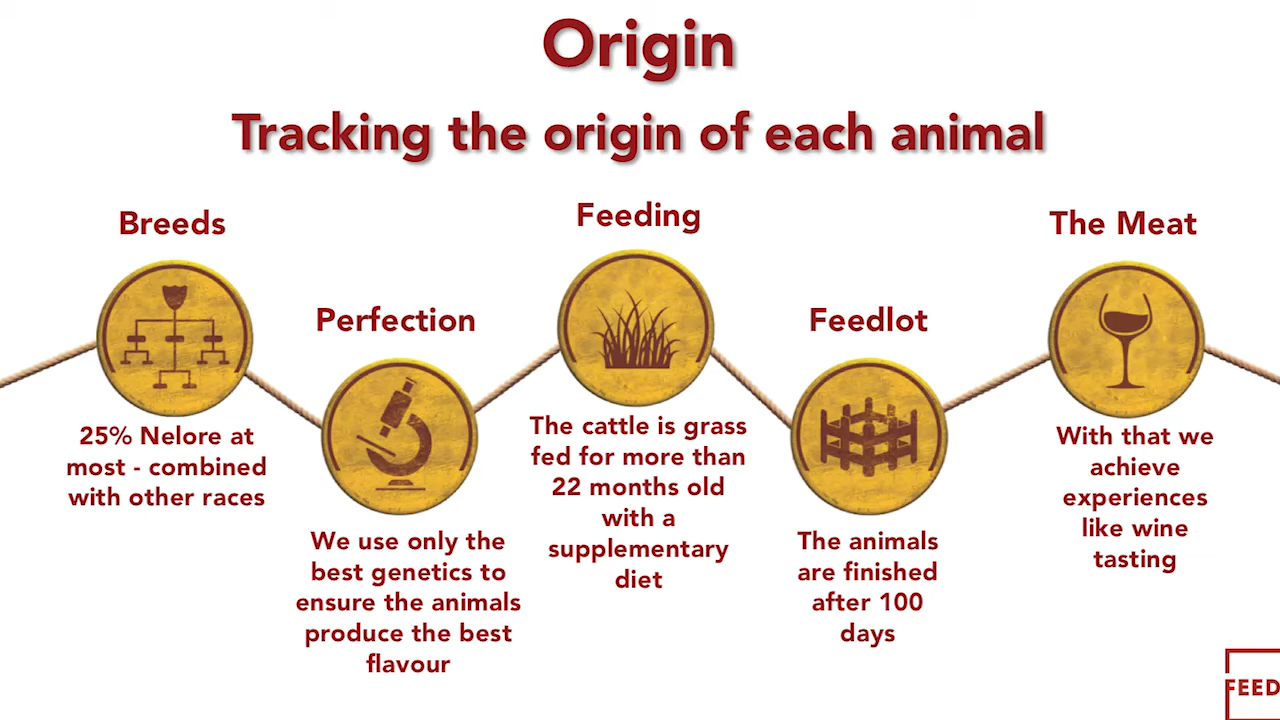 Origin
Tracking the origin of each animal
Breeds
25% Nelore at
most - combined
with other races
Perfection
We use only the
best genetics to
ensure the animals
produce the best
flavour
Feeding
The cattle is grass
fed for more than
22 months old
with a
supplementary
diet
Feedlot
The animals
are finished
after 100
days
The Meat
With that we
achieve
experiences
like wine
tasting
FEED